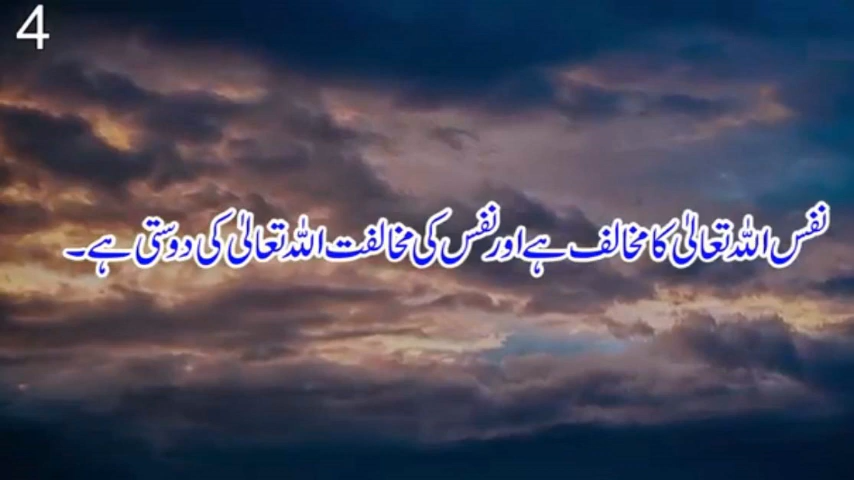 4
نفس اللہ تعالیٰ کا مخالف ہے اور نفس کی مخالفت اللہ تعالیٰ کی دوستی ہے۔